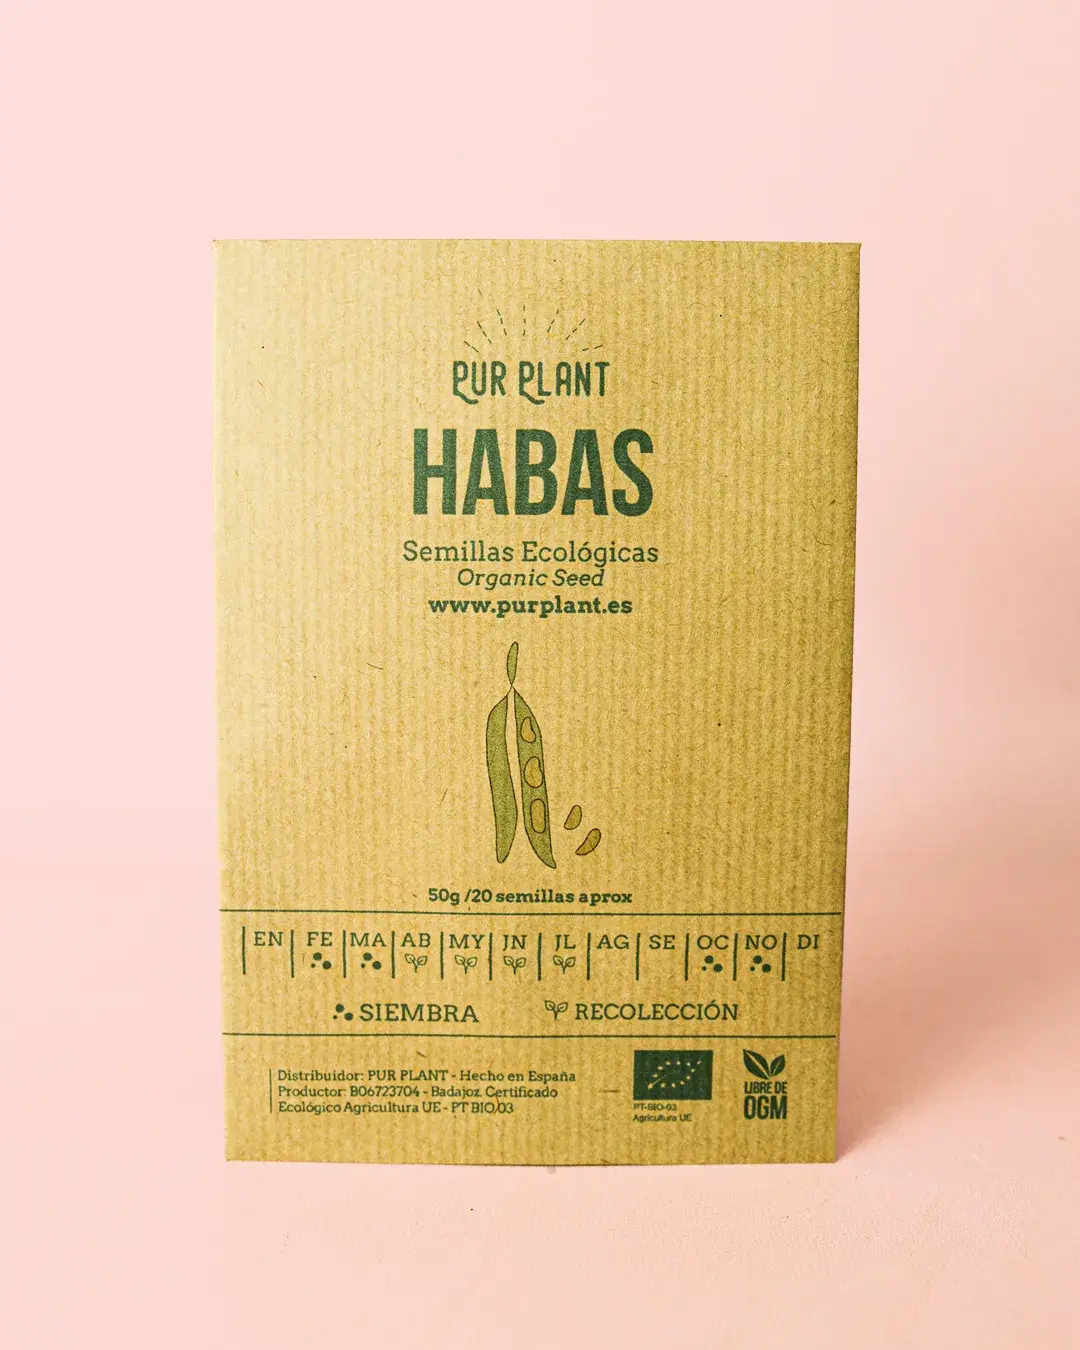 PUR PLANT
HABAS
Semillas Ecológicas
Organic Seed
www.purplant.es
50g /20 semillas aprox
EN FE MA AB MY JN JL AG SE OC NO DI
SIEMBRA RECOLECCIÓN
Distribuidor: PUR PLANT - Hecho en España
Productor: B06723704 - Badajoz. Certificado
Ecológico Agricultura UE - PT BIO/03
PT-BIO-03
Agricultura UE
LIBRE DE
OGM